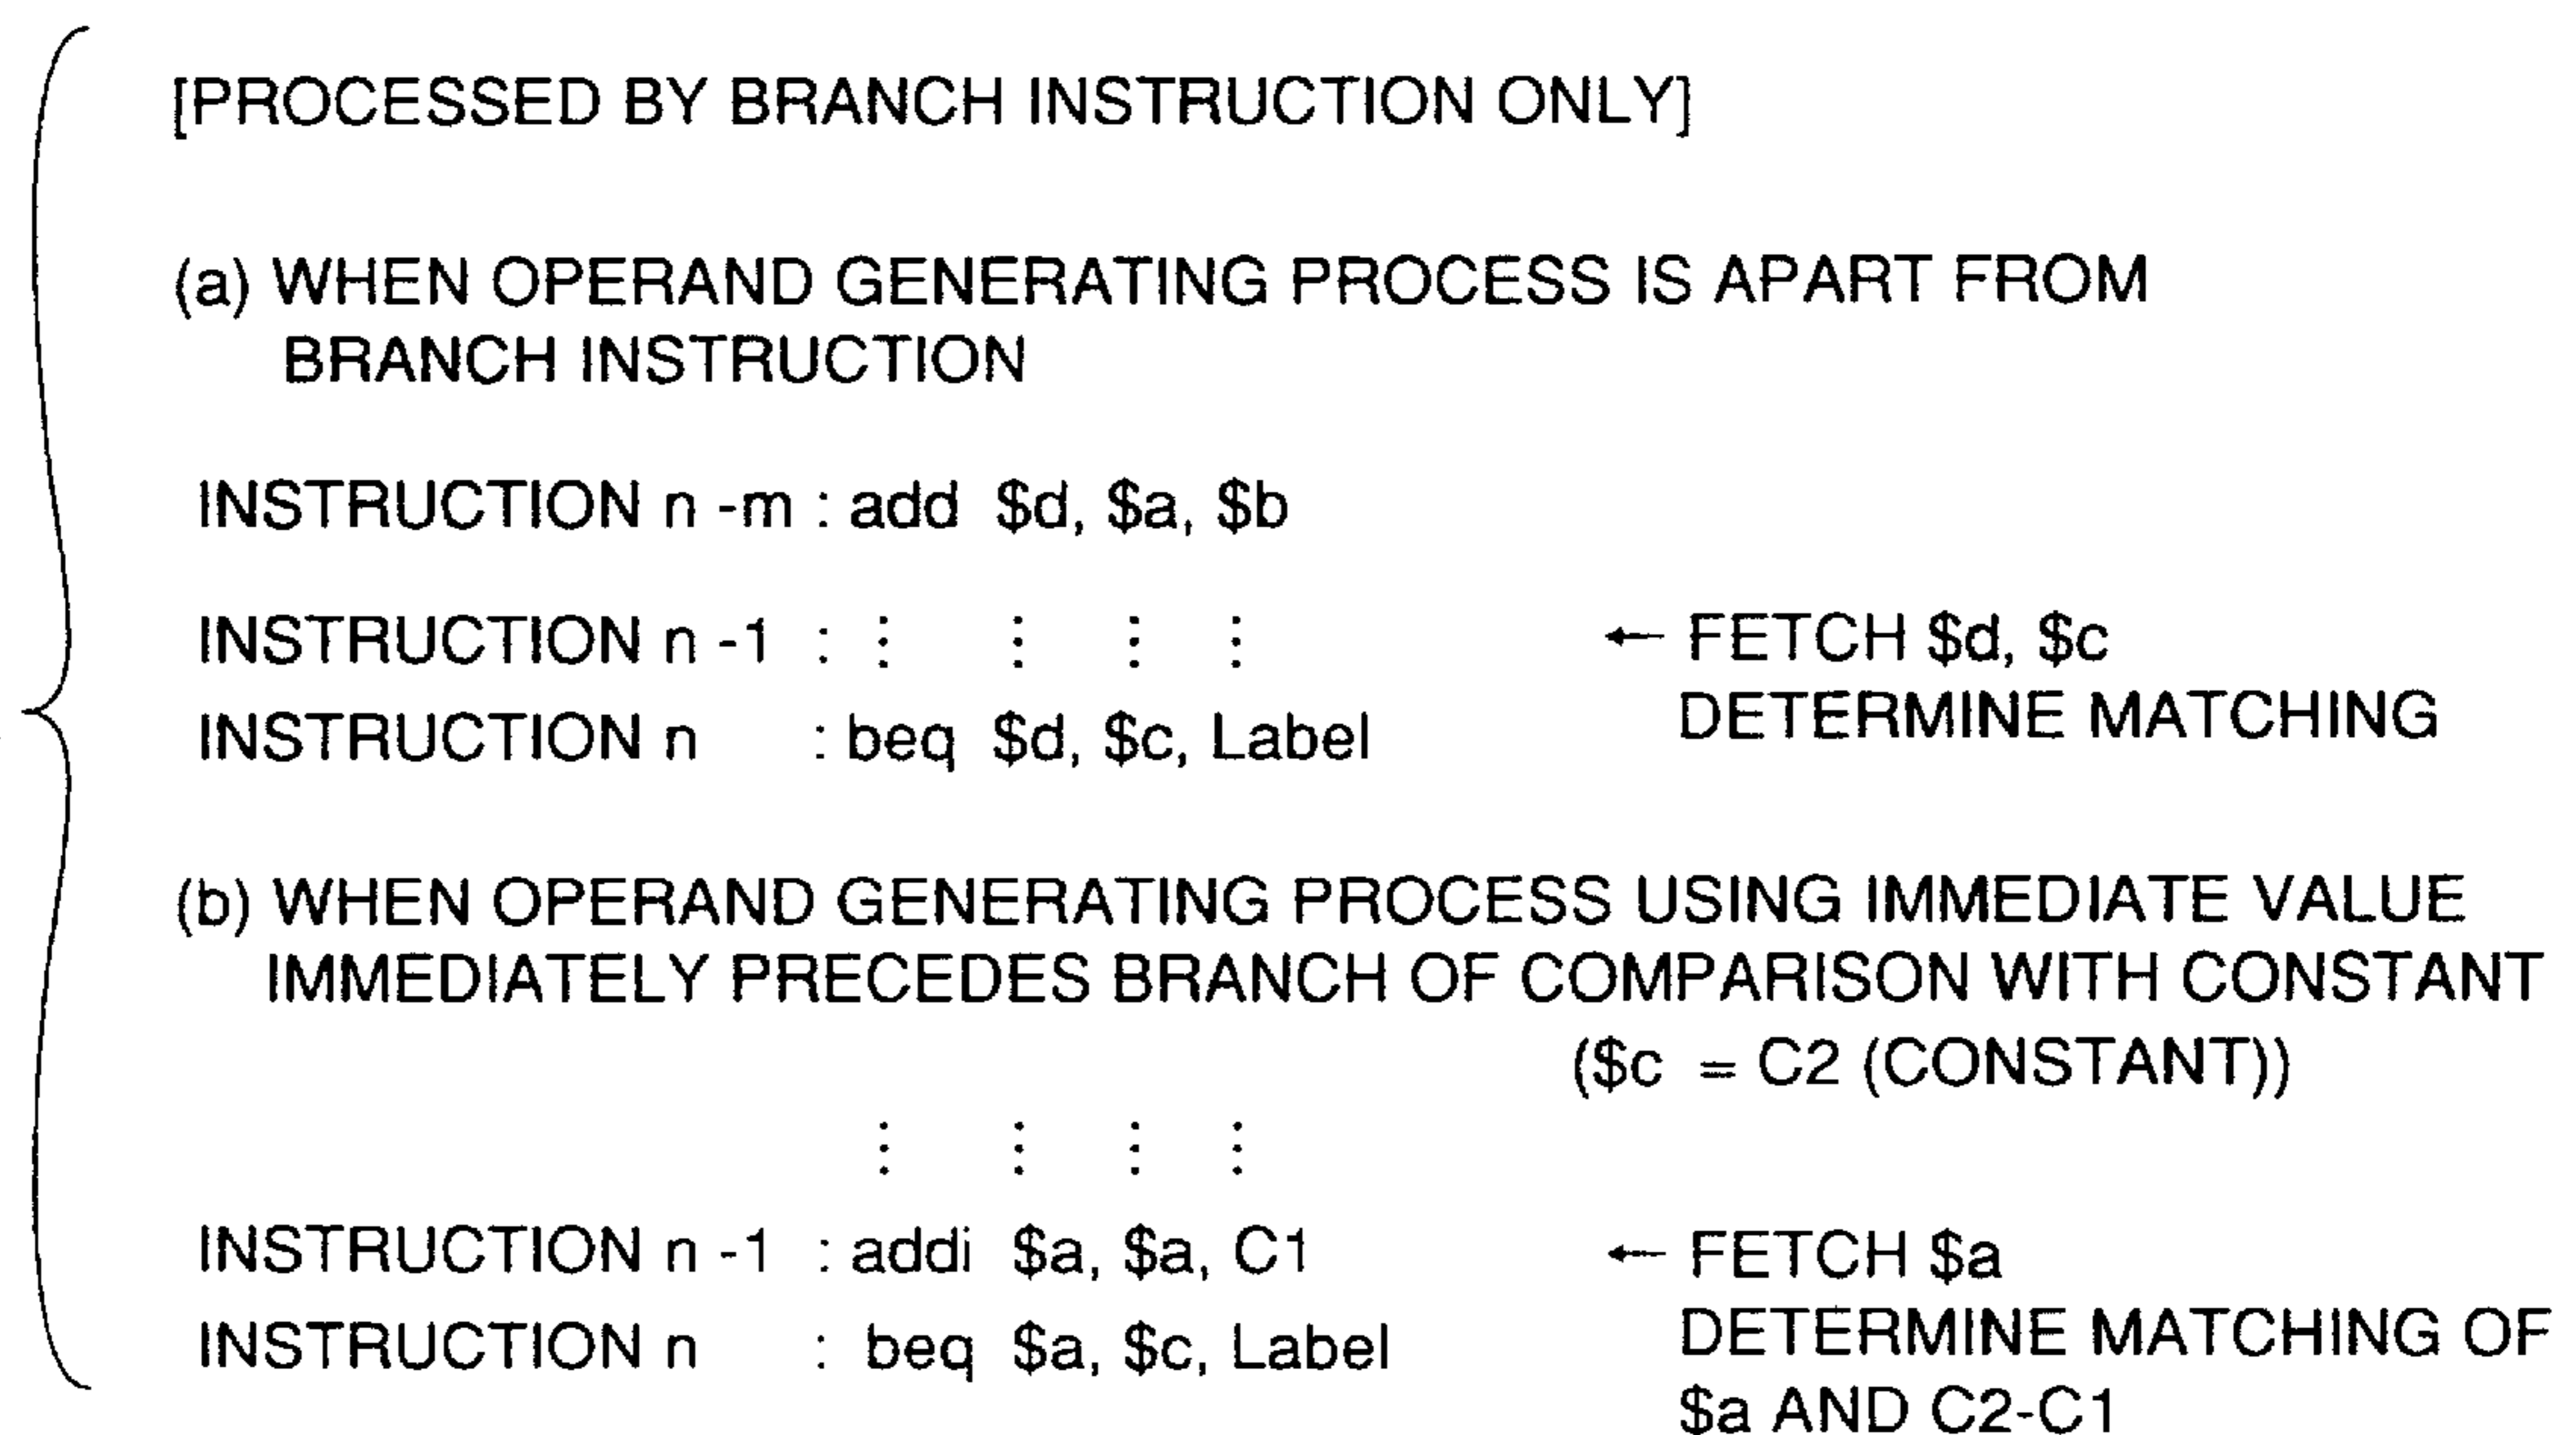 [PROCESSED BY BRANCH INSTRUCTION ONLY]
(a) WHEN OPERAND GENERATING PROCESS IS APART FROM
BRANCH INSTRUCTION
INSTRUCTION n -m : add $d, $a, $b
INSTRUCTION n -1 : ⋮ ⋮ ⋮ ⋮ ← FETCH $d, $c
DETERMINE MATCHING
INSTRUCTION n : beq $d, $c, Label
(b) WHEN OPERAND GENERATING PROCESS USING IMMEDIATE VALUE
IMMEDIATELY PRECEDES BRANCH OF COMPARISON WITH CONSTANT
($c = C2 (CONSTANT))
⋮ ⋮ ⋮ ⋮
INSTRUCTION n -1 : addi $a, $a, C1 ← FETCH $a
INSTRUCTION n : beq $a, $c, Label DETERMINE MATCHING OF
$a AND C2-C1